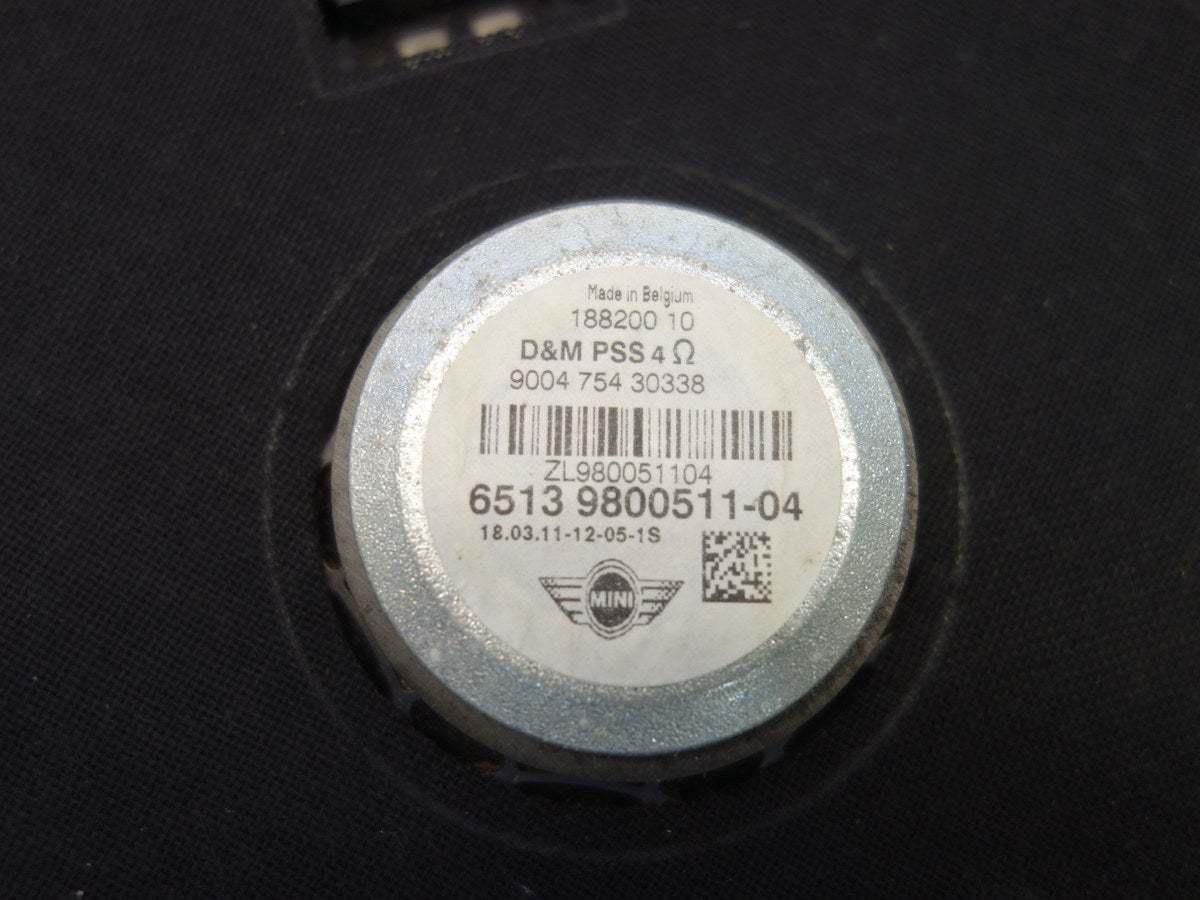 Made in Belgium
188200 10
D&M PSS 4 Ω
9004 754 30338
ZL980051104
6513 9800511-04
18.03.11-12-05-1S
MINI